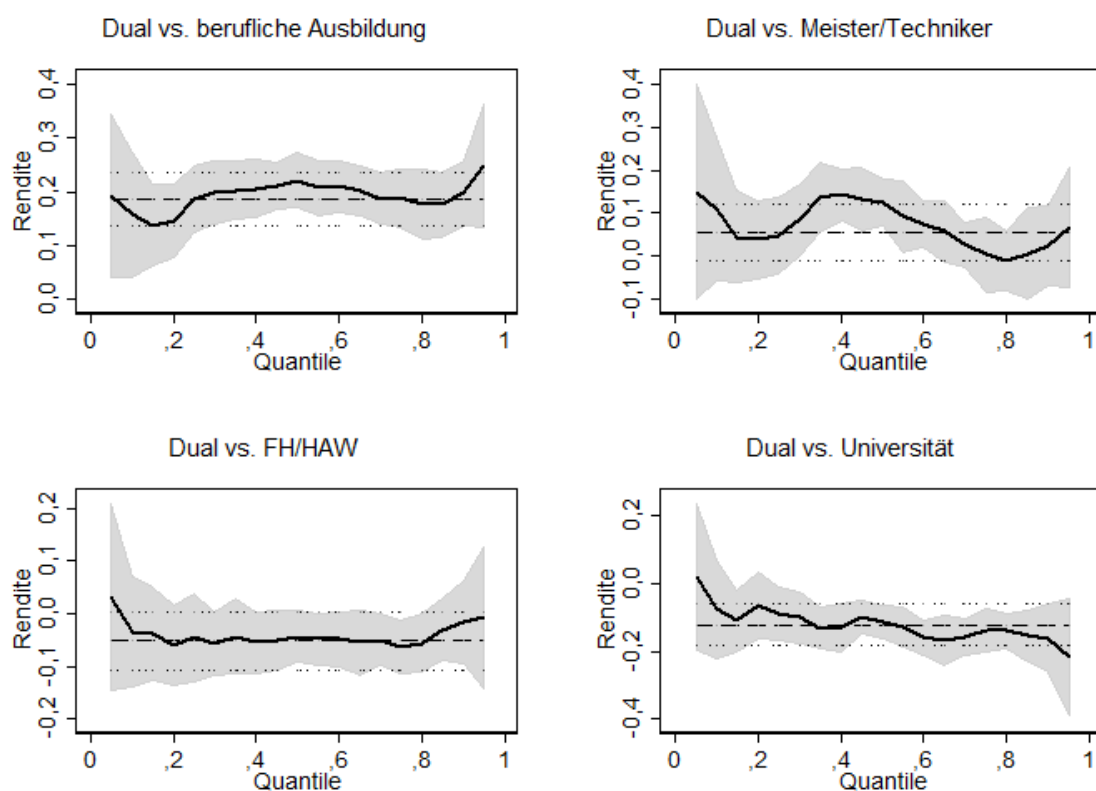 Dual vs. berufliche Ausbildung
Rendite
0,4
0,3
0,2
0,1
0,0
0 ,2 ,4 ,6 ,8 1
Quantile
Dual vs. Meister/Techniker
Rendite
0,4
0,3
0,2
0,1
0,0
-0,1
0 ,2 ,4 ,6 ,8 1
Quantile
Dual vs. FH/HAW
Rendite
0,2
0,1
0,0
-0,1
-0,2
0 ,2 ,4 ,6 ,8 1
Quantile
Dual vs. Universität
Rendite
0,2
0,0
-0,2
-0,4
0 ,2 ,4 ,6 ,8 1
Quantile